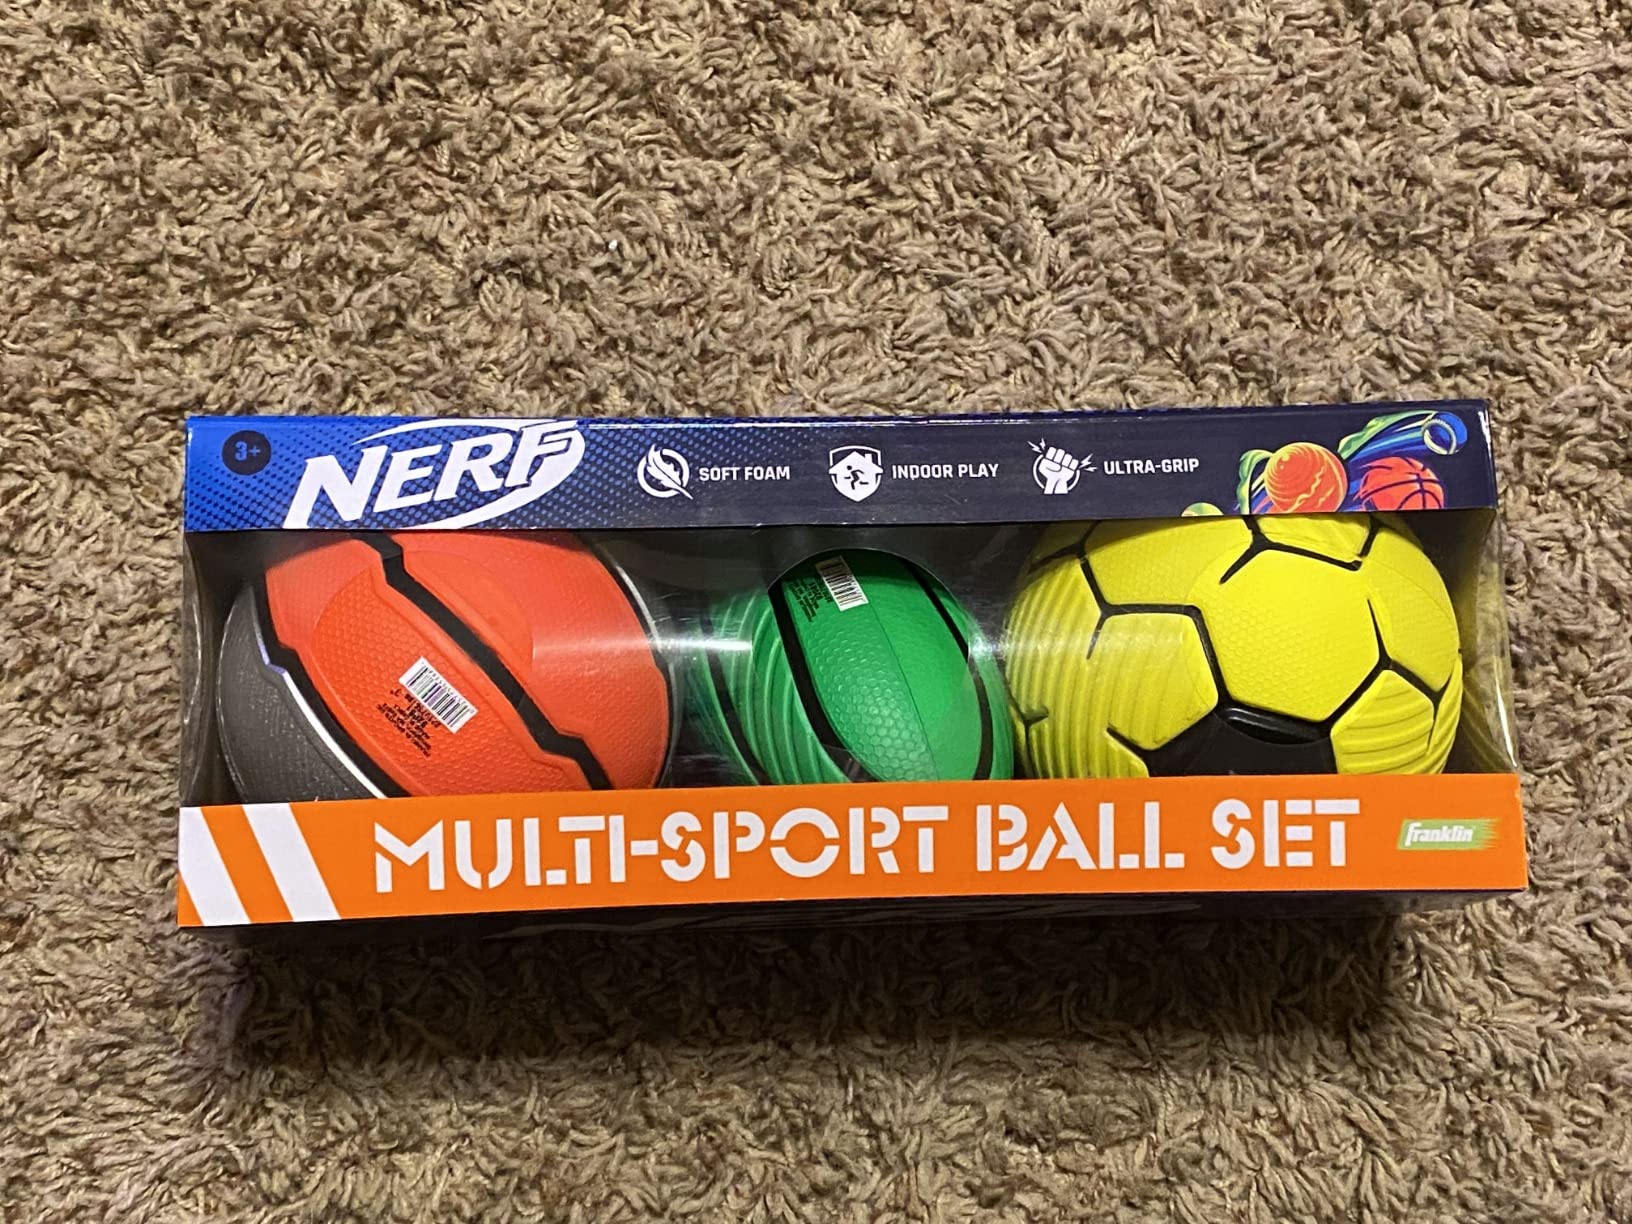 3+
NERF
SOFT FOAM
INDOOR PLAY
ULTRA-GRIP
MULTI-SPORT BALL SET
Franklin